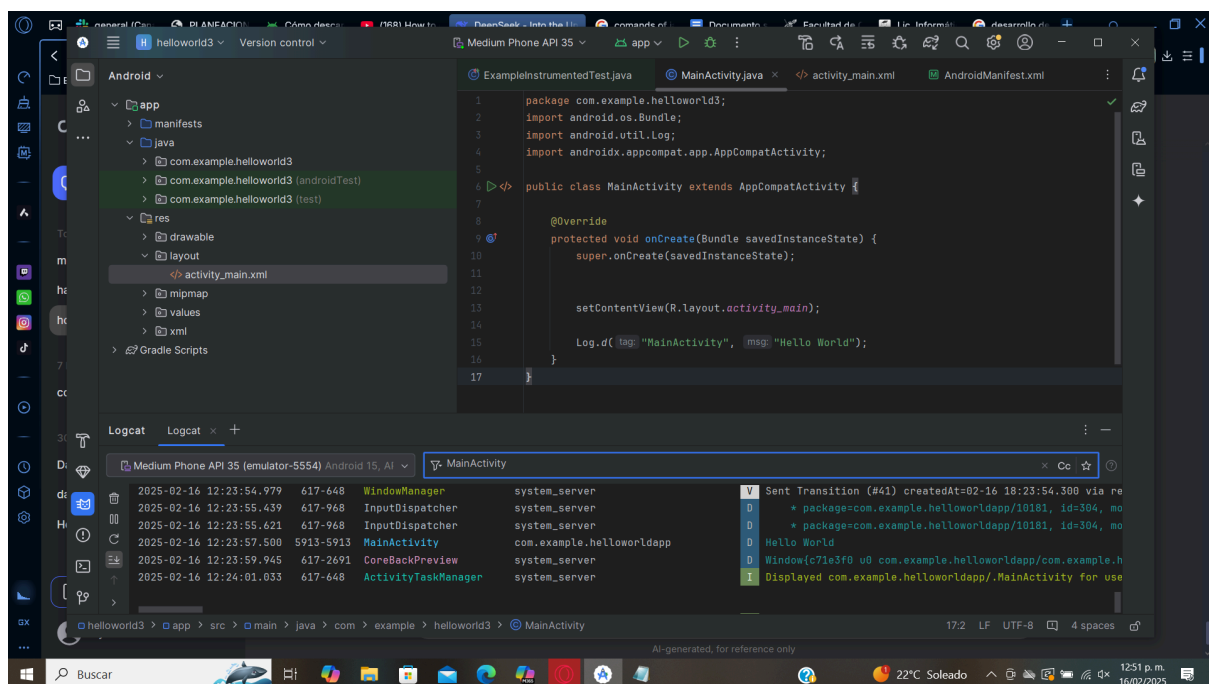 general (Can
PLANEACION
Cómo desca
(168) How to
DeepSeek - Into the U
comands of
Documento
Facultad de
Lic. Informáti
desarrollo de
H helloworld3 Version control
Medium Phone API 35 app
Android
ExampleInstrumentedTest.java MainActivity.java × activity_main.xml AndroidManifest.xml
app
manifests
java
com.example.helloworld3
com.example.helloworld3 (androidTest)
com.example.helloworld3 (test)
res
drawable
layout
activity_main.xml
mipmap
values
xml
Gradle Scripts
1 package com.example.helloworld3;
2 import android.os.Bundle;
3 import android.util.Log;
4 import androidx.appcompat.app.AppCompatActivity;
5
6 public class MainActivity extends AppCompatActivity {
7
8 @Override
9 protected void onCreate(Bundle savedInstanceState) {
10 super.onCreate(savedInstanceState);
11
12
13 setContentView(R.layout.activity_main);
14
15 Log.d( tag: "MainActivity", msg: "Hello World");
16 }
17 }
Logcat Logcat × +
Medium Phone API 35 (emulator-5554) Android 15, AI
MainActivity
Cc
2025-02-16 12:23:54.979 617-648 WindowManager system_server V Sent Transition (#41) createdAt=02-16 18:23:54.300 via re
2025-02-16 12:23:55.439 617-968 InputDispatcher system_server D * package=com.example.helloworldapp/10181, id=304, mo
2025-02-16 12:23:55.621 617-968 InputDispatcher system_server D * package=com.example.helloworldapp/10181, id=304, mo
2025-02-16 12:23:57.500 5913-5913 MainActivity com.example.helloworldapp D Hello World
2025-02-16 12:23:59.945 617-2691 CoreBackPreview system_server D Window{c71e3f0 u0 com.example.helloworldapp/com.example.h
2025-02-16 12:24:01.033 617-648 ActivityTaskManager system_server I Displayed com.example.helloworldapp/.MainActivity for use
helloworld3 > app > src > main > java > com > example > helloworld3 > MainActivity
17:2 LF UTF-8 4 spaces
AI-generated, for reference only
GX
Buscar
22°C Soleado
12:51 p. m.
16/02/2025